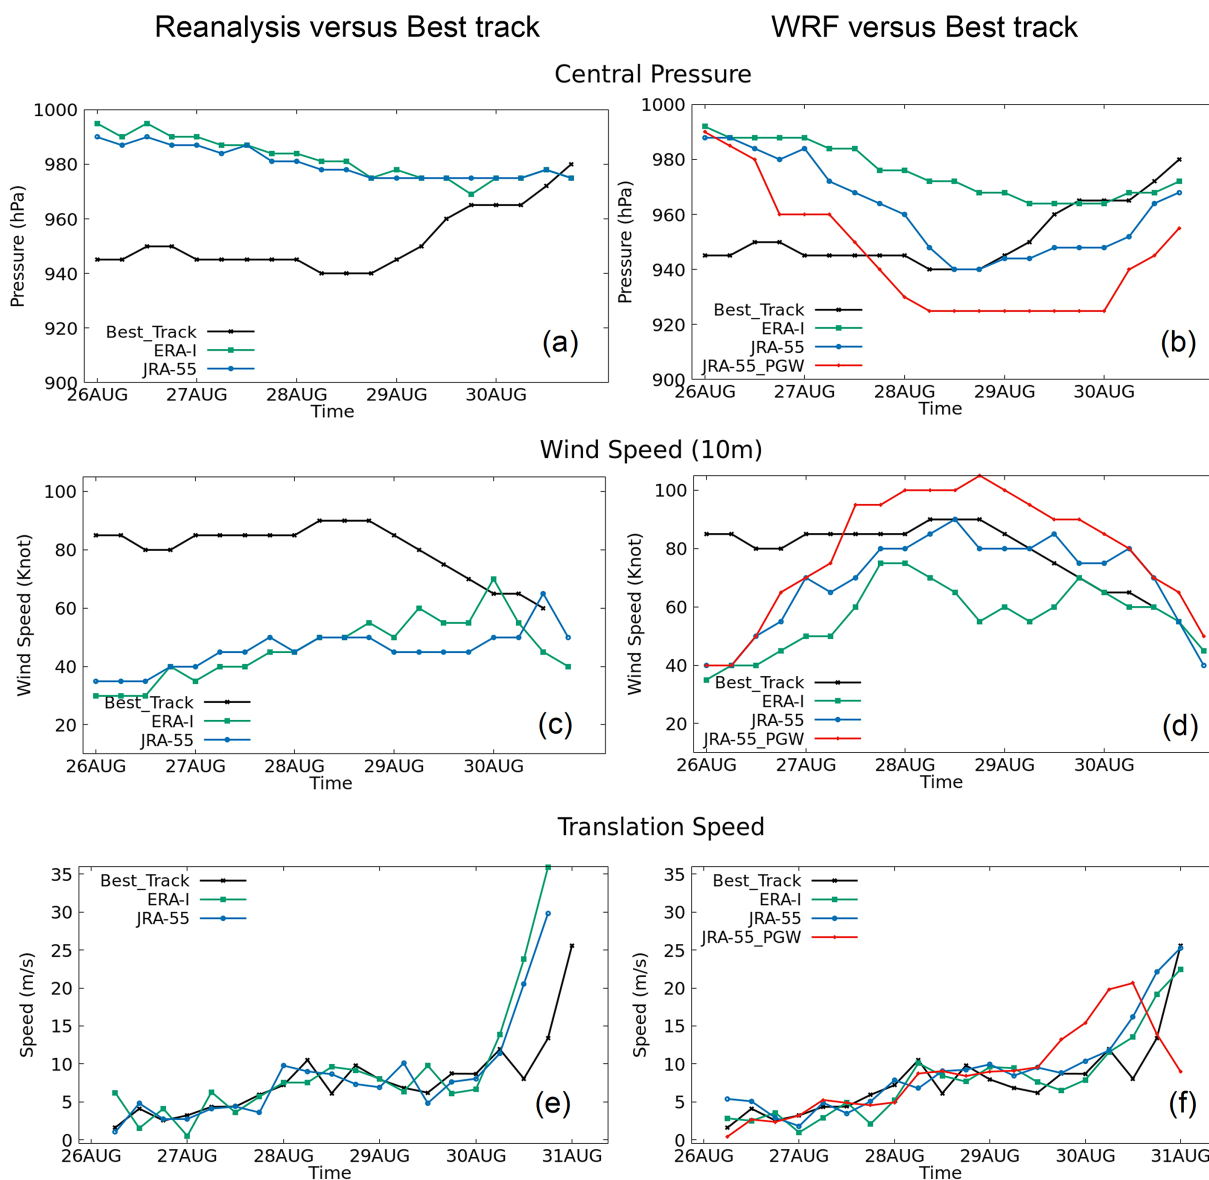 Reanalysis versus Best track
WRF versus Best track
Central Pressure
1000
980
960
940
920
900
Pressure (hPa)
Best_Track
ERA-I
JRA-55
(a)
26AUG 27AUG 28AUG 29AUG 30AUG
Time
1000
980
960
940
920
900
Pressure (hPa)
Best_Track
ERA-I
JRA-55
JRA-55_PGW
(b)
26AUG 27AUG 28AUG 29AUG 30AUG
Time
Wind Speed (10m)
100
80
60
40
20
Wind Speed (Knot)
Best_Track
ERA-I
JRA-55
(c)
26AUG 27AUG 28AUG 29AUG 30AUG
Time
100
80
60
40
20
Wind Speed (Knot)
Best_Track
ERA-I
JRA-55
JRA-55_PGW
(d)
26AUG 27AUG 28AUG 29AUG 30AUG
Time
Translation Speed
35
30
25
20
15
10
5
0
Speed (m/s)
Best_Track
ERA-I
JRA-55
(e)
26AUG 27AUG 28AUG 29AUG 30AUG 31AUG
Time
35
30
25
20
15
10
5
0
Speed (m/s)
Best_Track
ERA-I
JRA-55
JRA-55_PGW
(f)
26AUG 27AUG 28AUG 29AUG 30AUG 31AUG
Time